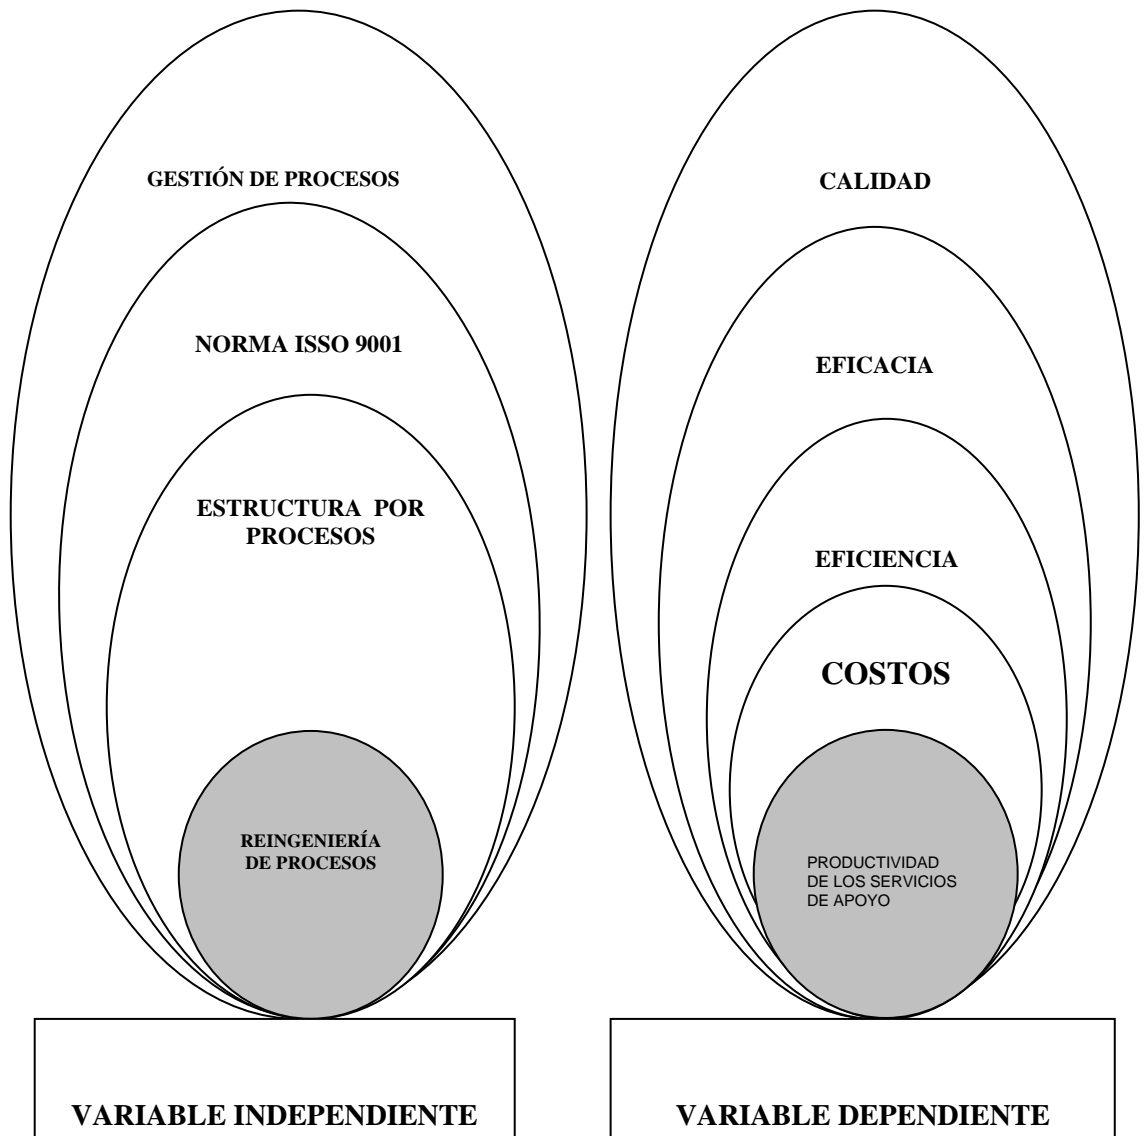 GESTIÓN DE PROCESOS
NORMA ISSO 9001
ESTRUCTURA POR
PROCESOS
REINGENIERÍA
DE PROCESOS
VARIABLE INDEPENDIENTE
CALIDAD
EFICACIA
EFICIENCIA
COSTOS
PRODUCTIVIDAD
DE LOS SERVICIOS
DE APOYO
VARIABLE DEPENDIENTE